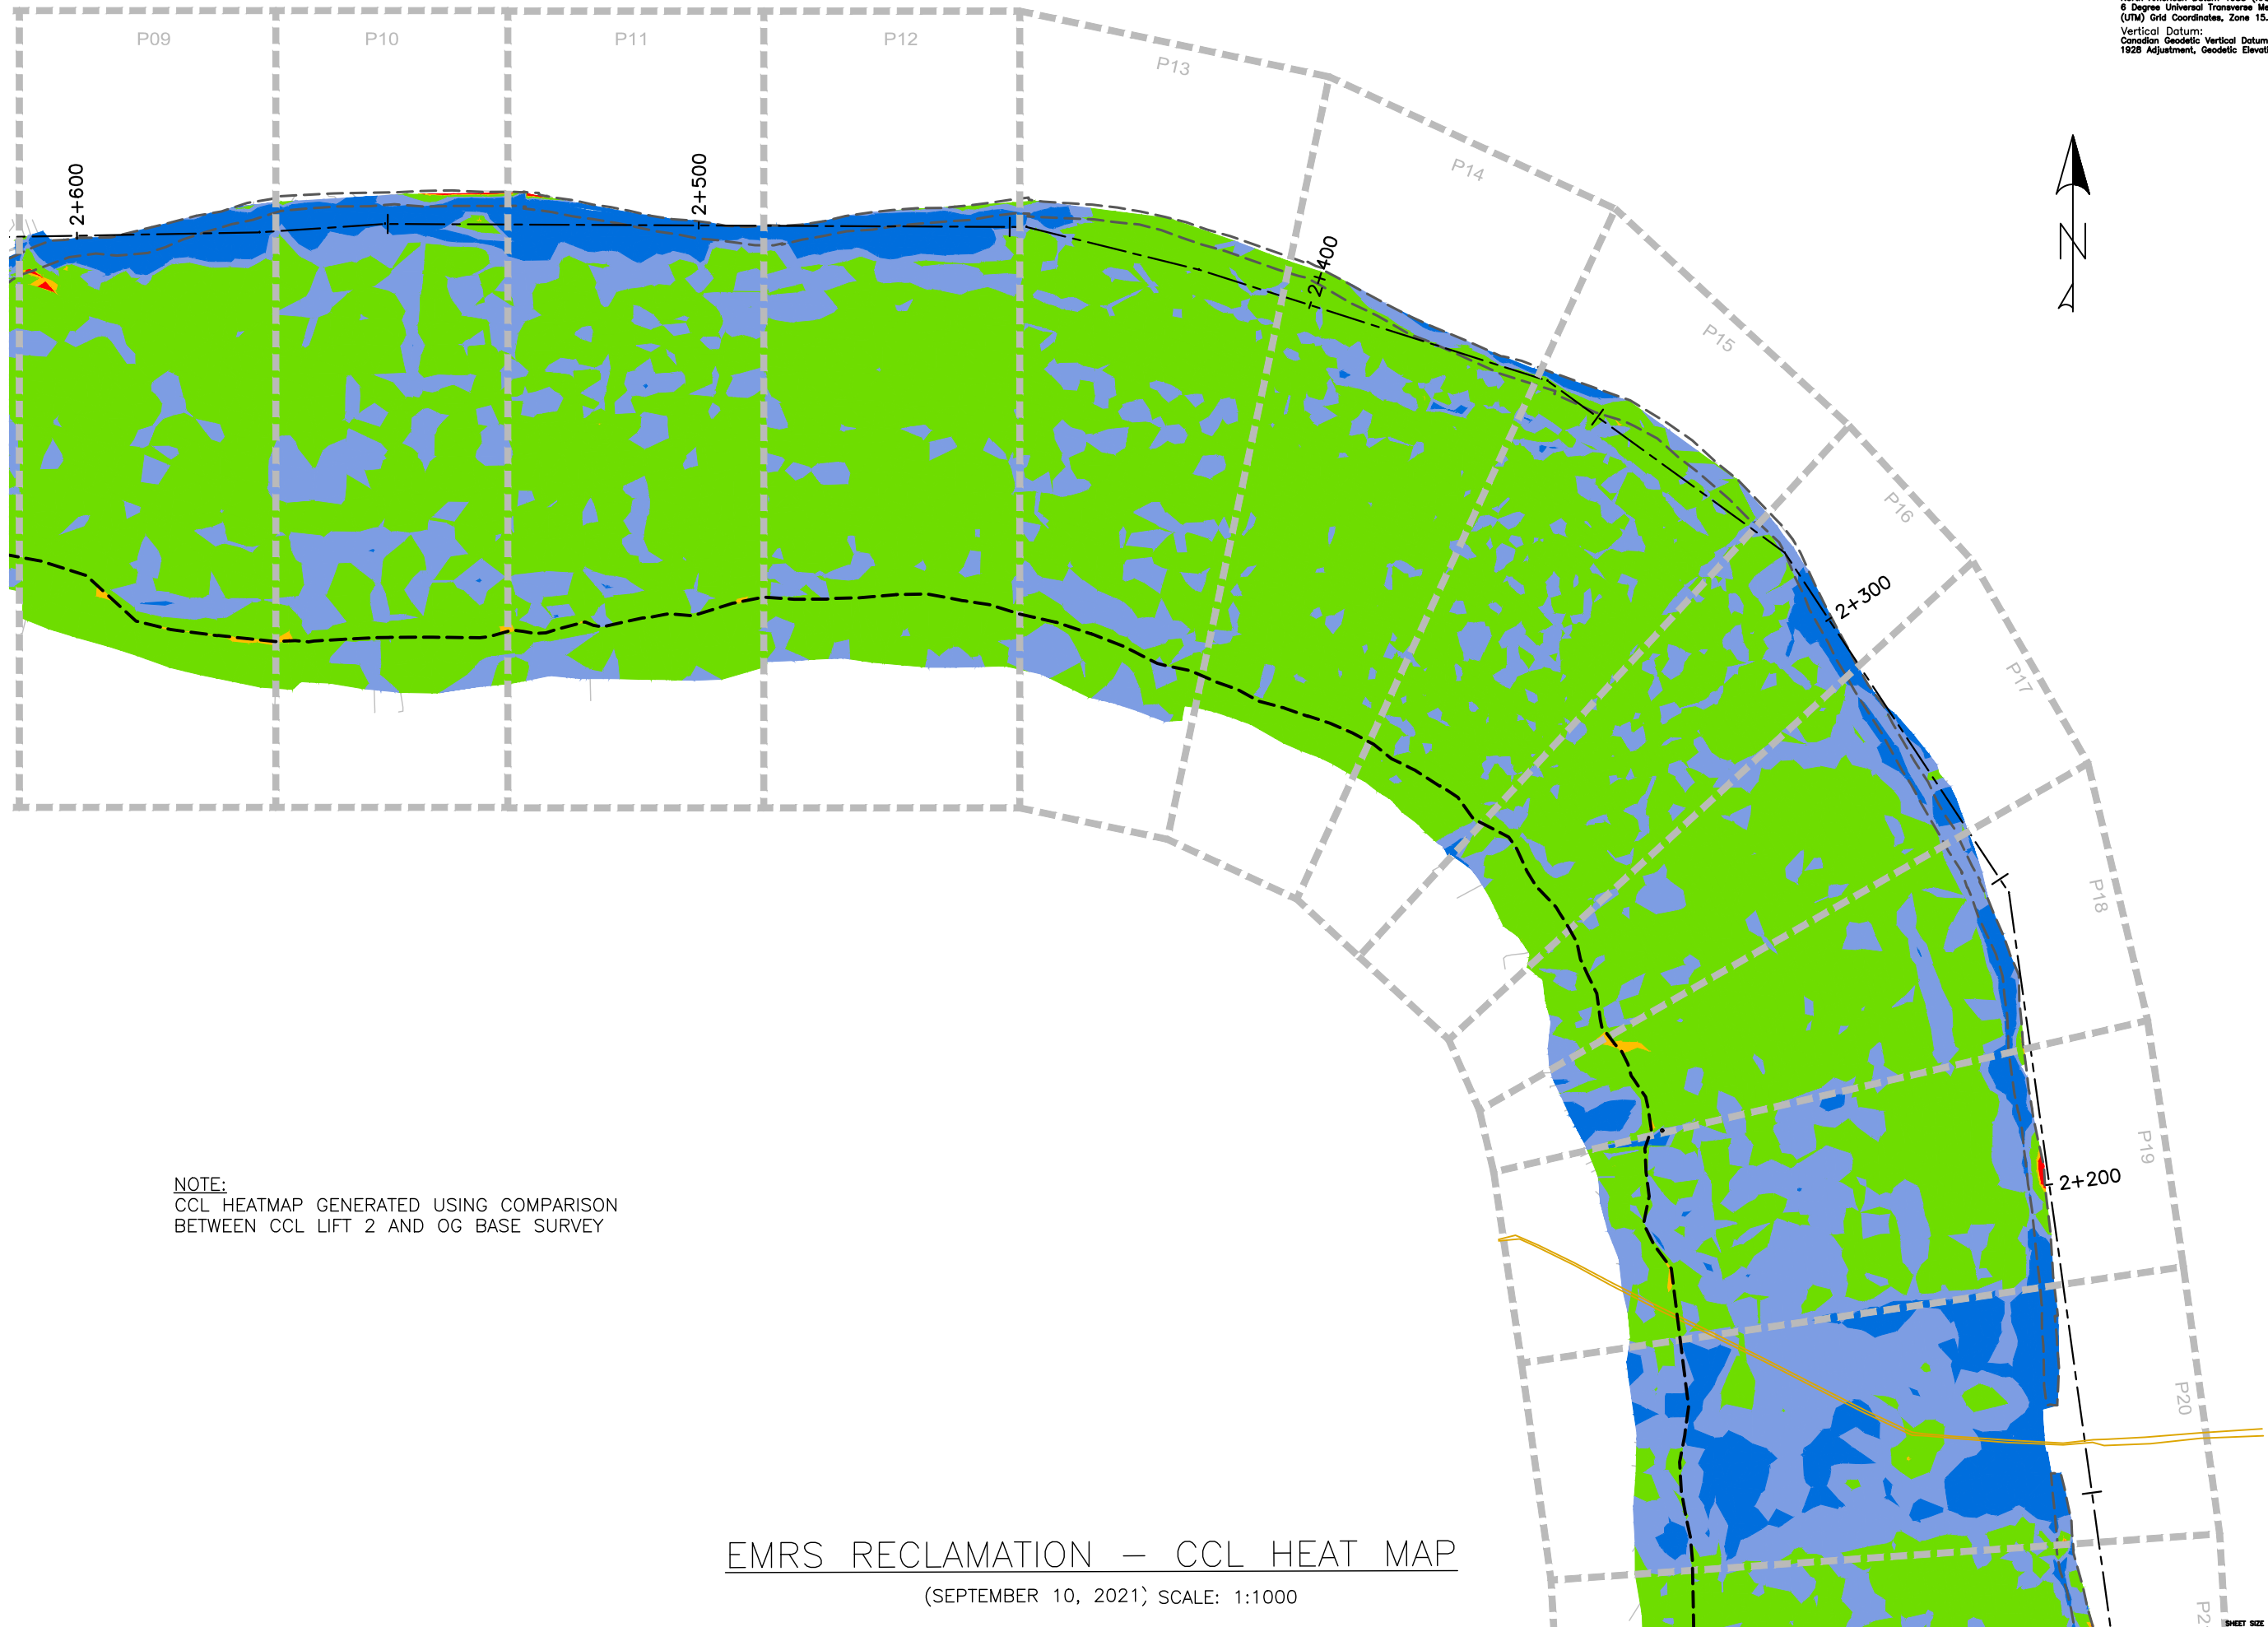 6 Degree Universal Transverse
(UTM) Grid Coordinates, Zone 15.
Vertical Datum:
Canadian Geodetic Vertical Datum
1928 Adjustment, Geodetic
P09
P10
P11
P12
P13
P14
P15
P16
P17
P18
P19
P20
2+600
2+500
2+400
2+300
2+200
N
NOTE:
CCL HEATMAP GENERATED USING COMPARISON
BETWEEN CCL LIFT 2 AND OG BASE SURVEY
EMRS RECLAMATION – CCL HEAT MAP
(SEPTEMBER 10, 2021) SCALE: 1:1000
SHEET SIZE